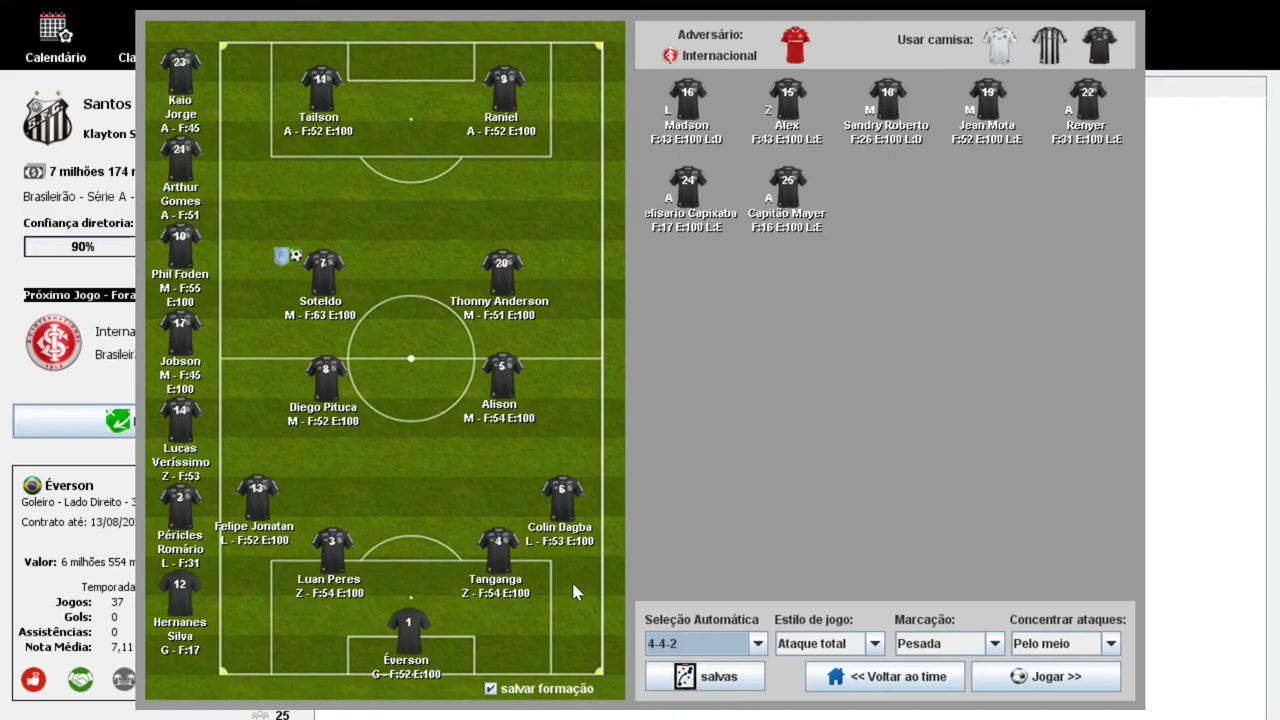 Calendário
Cla
Santos
Klayton S
7 milhões 174 r
Brasileirão - Série A -
Confiança diretoria:
90%
Próximo Jogo - Fora
Interna
Brasileir
Éverson
Goleiro - Lado Direito - 3
Contrato até: 13/08/20
Valor: 6 milhões 554 m
Temporada
Jogos: 37
Gols: 0
Assistências: 0
Nota Média: 7,11
25
23
Kaio
Jorge
A - F:45
21
Arthur
Gomes
A - F:51
10
Phil Foden
M - F:55
E:100
17
Jobson
M - F:45
E:100
14
Lucas
Veríssimo
Z - F:53
2
Péricles
Romário
L - F:31
12
Hernanes
Silva
G - F:17
11
Tailson
A - F:52 E:100
9
Raniel
A - F:52 E:100
7
Soteldo
M - F:63 E:100
20
Thonny Anderson
M - F:51 E:100
8
Diego Pituca
M - F:52 E:100
5
Alison
M - F:54 E:100
13
Felipe Jonatan
L - F:52 E:100
6
Colin Dagba
L - F:53 E:100
3
Luan Peres
Z - F:54 E:100
4
Tanganga
Z - F:54 E:100
1
Éverson
G - F:52 E:100
salvar formação
Adversário:
Internacional
Usar camisa:
16
L
Madson
F:43 E:100 L:D
15
Z
Alex
F:43 E:100 L:E
18
M
Sandry Roberto
F:26 E:100 L:D
19
M
Jean Mota
F:52 E:100 L:E
22
A
Renyer
F:31 E:100 L:E
24
A
elisario Capixaba
F:17 E:100 L:E
25
A
Capitão Mayer
F:16 E:100 L:E
Seleção Automática
4-4-2
Estilo de jogo:
Ataque total
Marcação:
Pesada
Concentrar ataques:
Pelo meio
salvas
<< Voltar ao time
Jogar >>